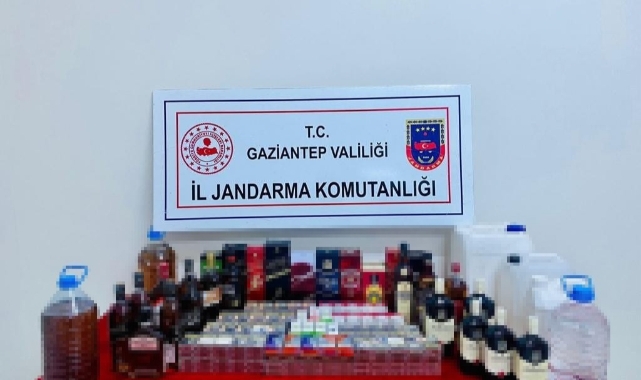 T.C.
GAZİANTEP VALİLİĞİ
İL JANDARMA KOMUTANLIĞI